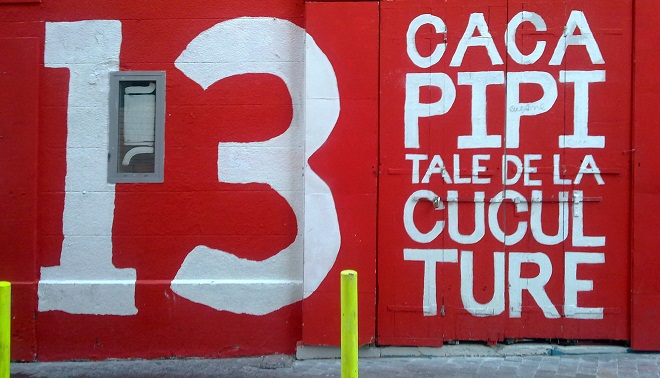 13
CACA
PIPI
TALE DE LA
CUCUL
TURE